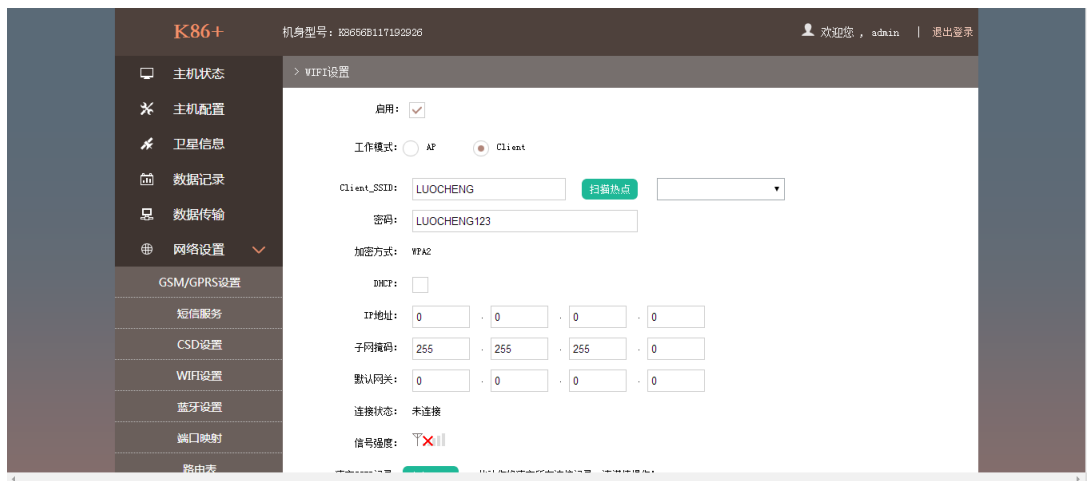 K86+ 机身型号：K8656B117192926 欢迎您，admin | 退出登录
主机状态
主机配置
卫星信息
数据记录
数据传输
网络设置
GSM/GPRS设置
短信服务
CSD设置
WIFI设置
蓝牙设置
端口映射
路由表
> WIFI设置
启用：
工作模式： AP Client
Client_SSID： LUOCHENG 扫描热点
密码： LUOCHENG123
加密方式： WPA2
DHCP：
IP地址： 0 . 0 . 0 . 0
子网掩码： 255 . 255 . 255 . 0
默认网关： 0 . 0 . 0 . 0
连接状态： 未连接
信号强度：